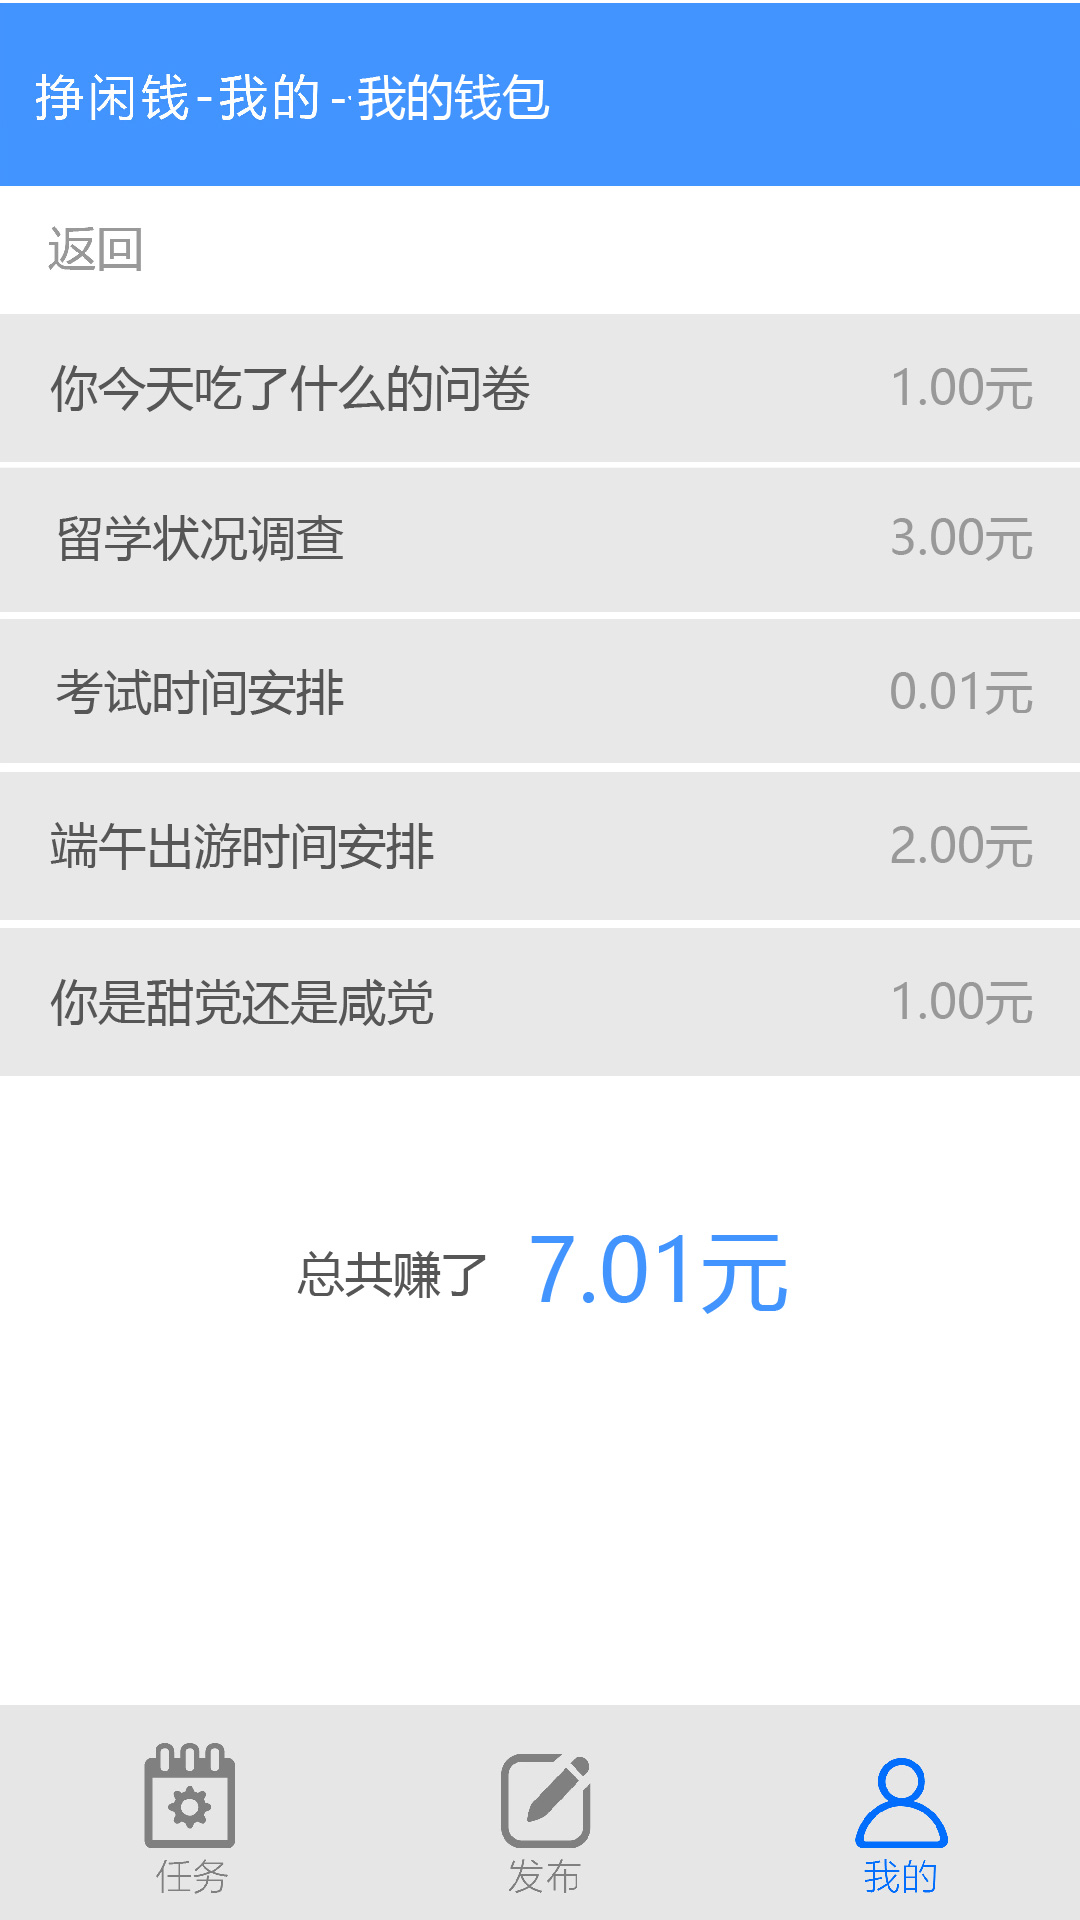 挣闲钱-我的-·我的钱包
返回
你今天吃了什么的问卷 1.00元
留学状况调查 3.00元
考试时间安排 0.01元
端午出游时间安排 2.00元
你是甜党还是咸党 1.00元
总共赚了 7.01元
任务 发布 我的